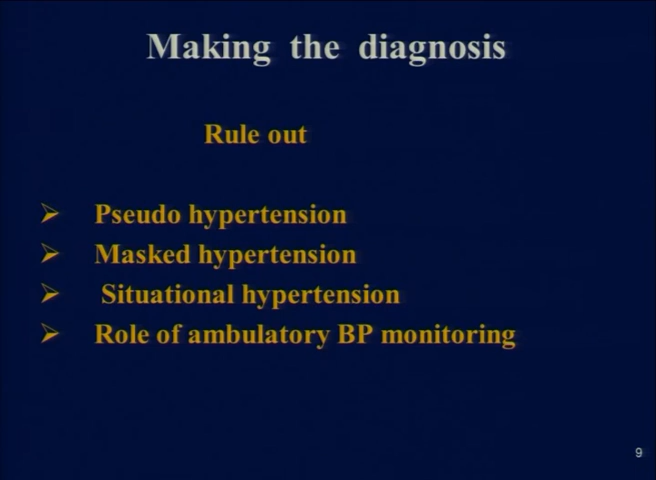 Making the diagnosis
Rule out
➢ Pseudo hypertension
➢ Masked hypertension
➢ Situational hypertension
➢ Role of ambulatory BP monitoring
9